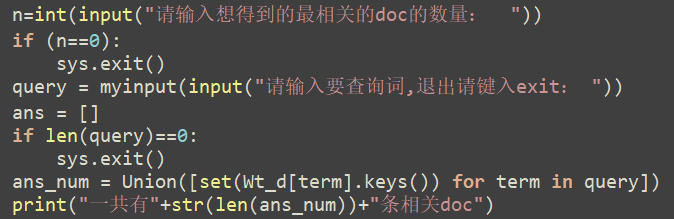 n=int(input("请输入想得到的最相关的doc的数量：  "))
if (n==0):
    sys.exit()
query = myinput(input("请输入要查询词,退出请键入exit： "))
ans = []
if len(query)==0:
    sys.exit()
ans_num = Union([set(Wt_d[term].keys()) for term in query])
print("一共有"+str(len(ans_num))+"条相关doc")